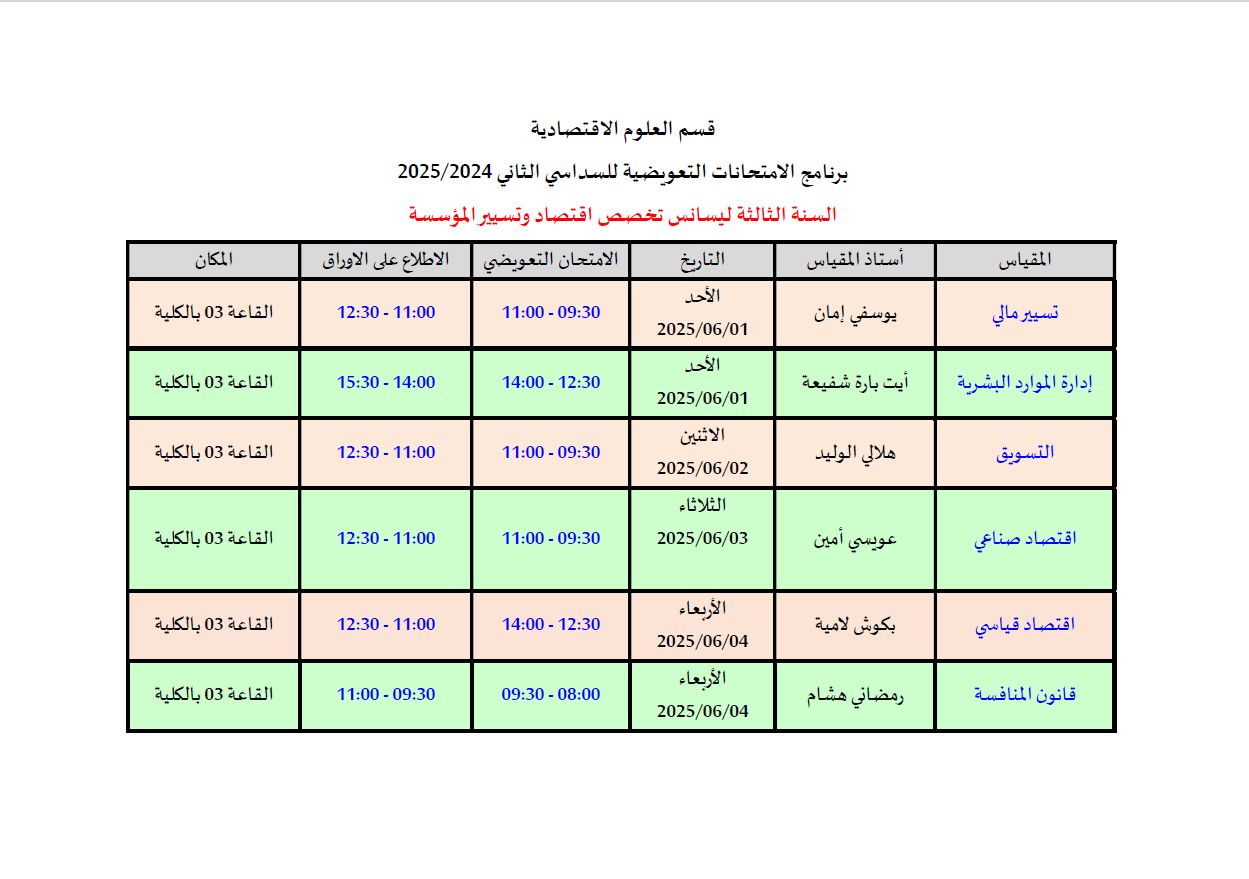 قسم العلوم الاقتصادية
برنامج الامتحانات التعويضية للسداسي الثاني 2025/2024
السنة الثالثة ليسانس تخصص اقتصاد وتسيير المؤسسة
المقياس أستاذ المقياس التاريخ الامتحان التعويضي الاطلاع على الاوراق المكان
تسيير مالي يوسفي إمان الأحد 2025/06/01 11:00 - 09:30 12:30 - 11:00 القاعة 03 بالكلية
إدارة الموارد البشرية أيت بارة شفيعة الأحد 2025/06/01 14:00 - 12:30 15:30 - 14:00 القاعة 03 بالكلية
التسويق هلالي الوليد الاثنين 2025/06/02 11:00 - 09:30 12:30 - 11:00 القاعة 03 بالكلية
اقتصاد صناعي عويسي أمين الثلاثاء 2025/06/03 11:00 - 09:30 12:30 - 11:00 القاعة 03 بالكلية
اقتصاد قياسي بكوش لامية الأربعاء 2025/06/04 14:00 - 12:30 12:30 - 11:00 القاعة 03 بالكلية
قانون المنافسة رمضاني هشام الأربعاء 2025/06/04 09:30 - 08:00 11:00 - 09:30 القاعة 03 بالكلية